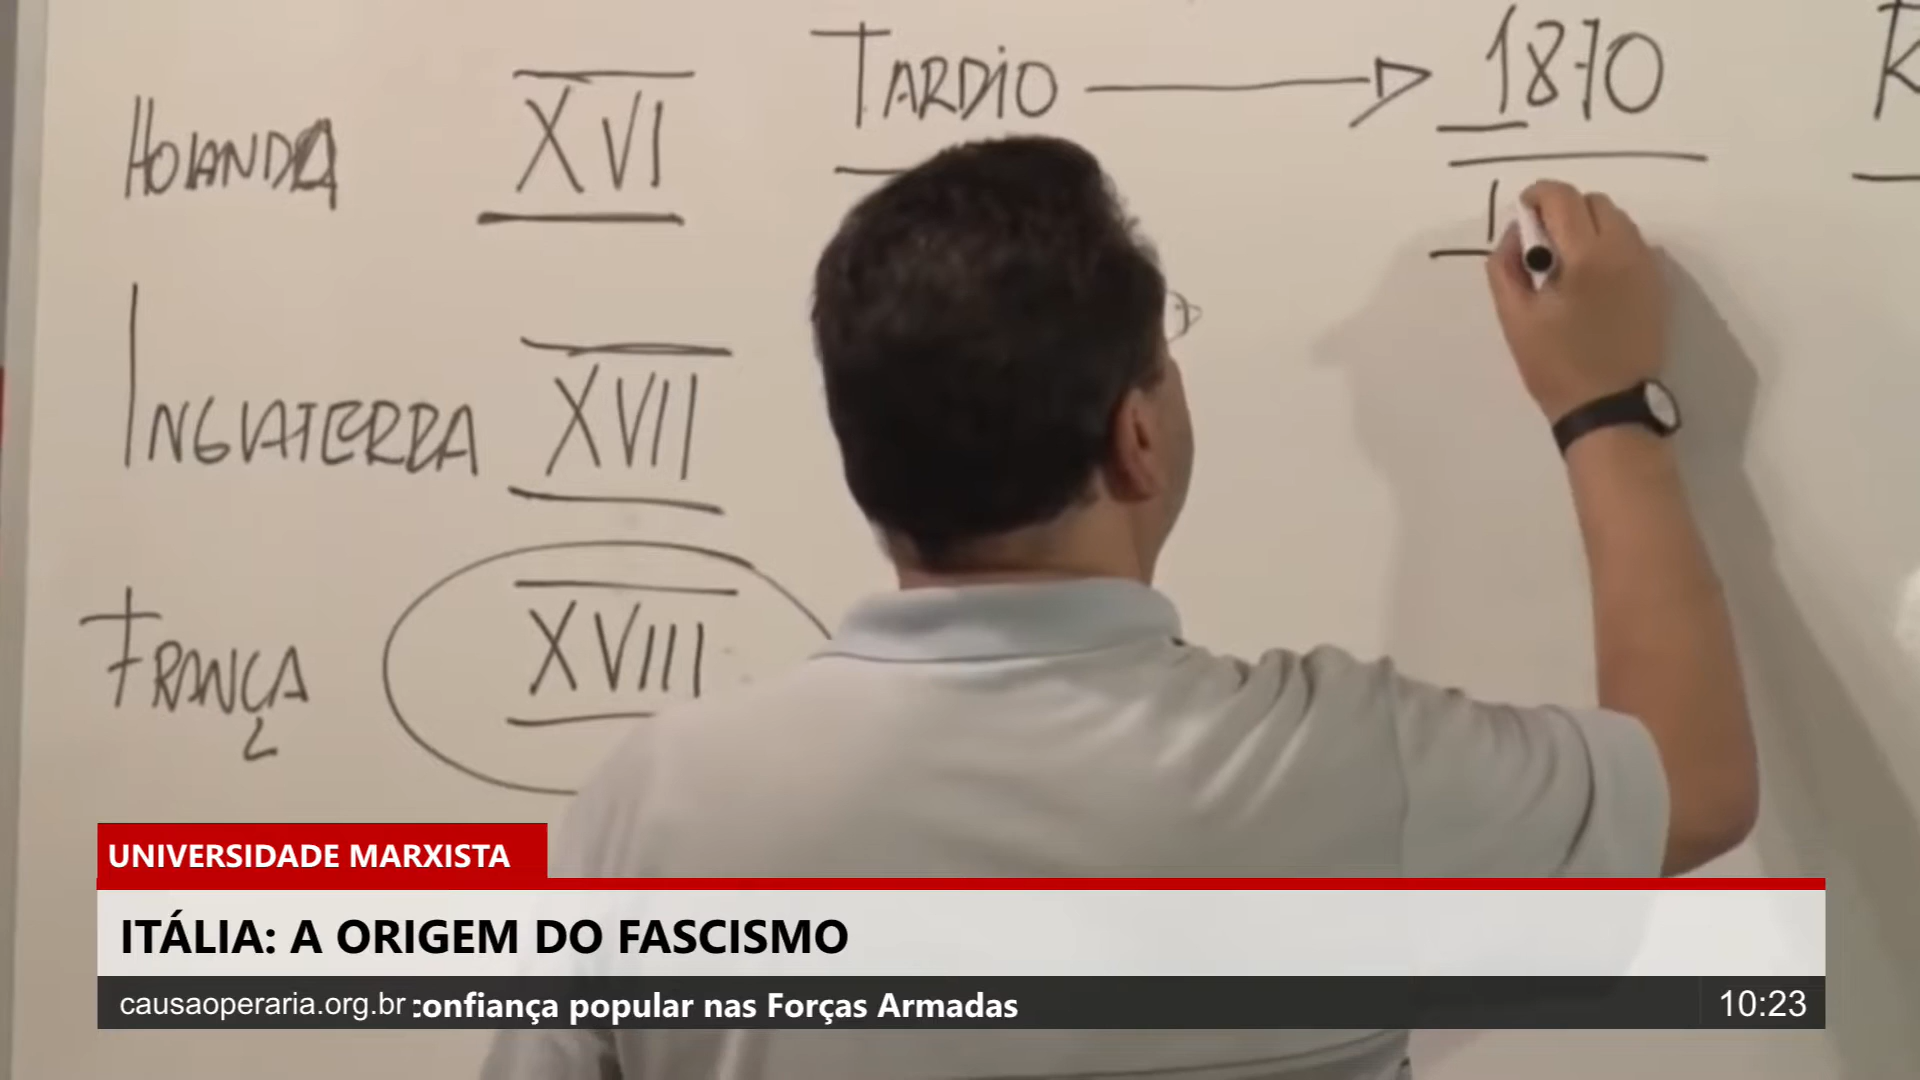 HOLANDA XVI
TARDIO 1870
INGLATERRA XVII
FRANÇA XVIII
UNIVERSIDADE MARXISTA
ITÁLIA: A ORIGEM DO FASCISMO
causaoperaria.org.br confiança popular nas Forças Armadas 10:23